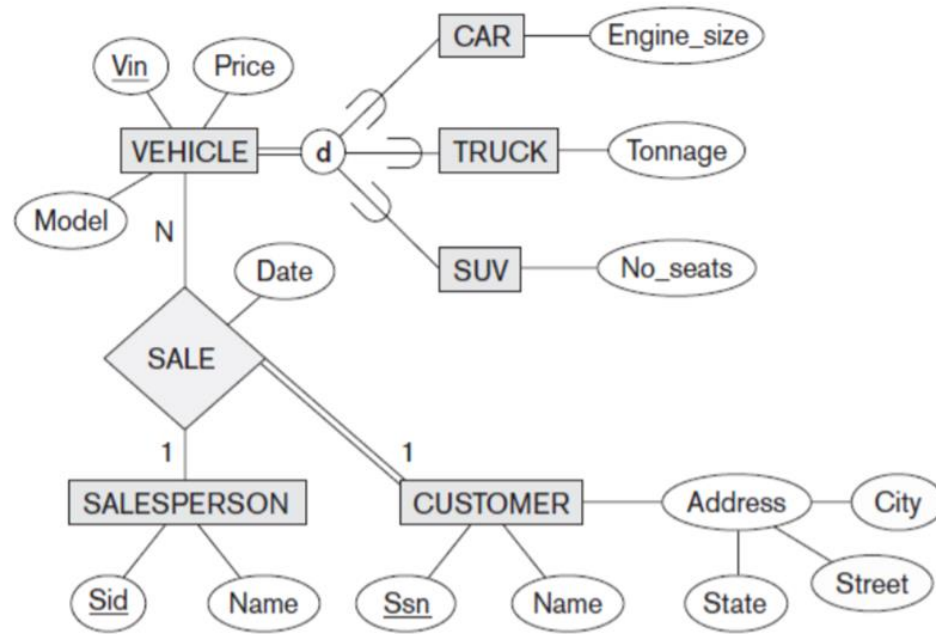 CAR
Engine_size
Vin
Price
VEHICLE
d
TRUCK
Tonnage
Model
N
Date
SUV
No_seats
SALE
1
1
SALESPERSON
CUSTOMER
Address
City
Sid
Name
Ssn
Name
State
Street